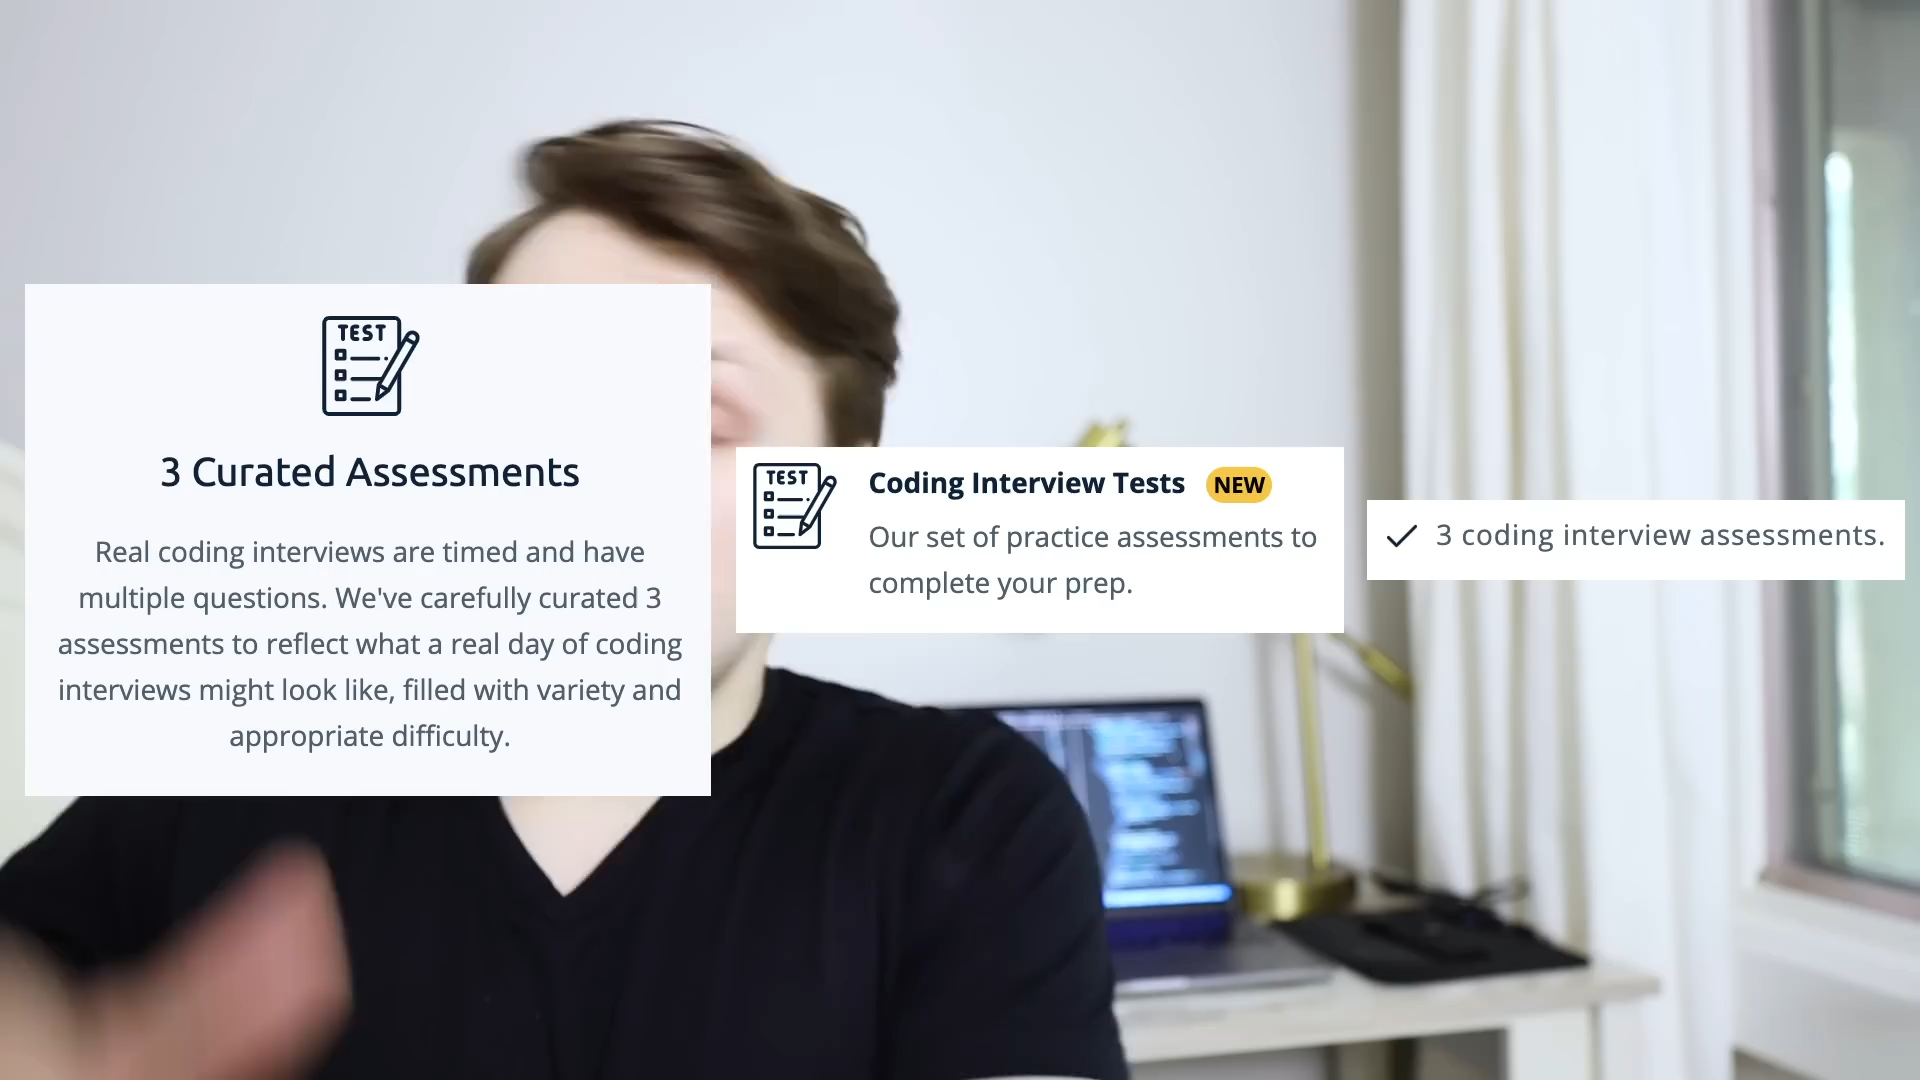 TEST
3 Curated Assessments
Real coding interviews are timed and have
multiple questions. We've carefully curated 3
assessments to reflect what a real day of coding
interviews might look like, filled with variety and
appropriate difficulty.
TEST
Coding Interview Tests NEW
Our set of practice assessments to
complete your prep.
3 coding interview assessments.